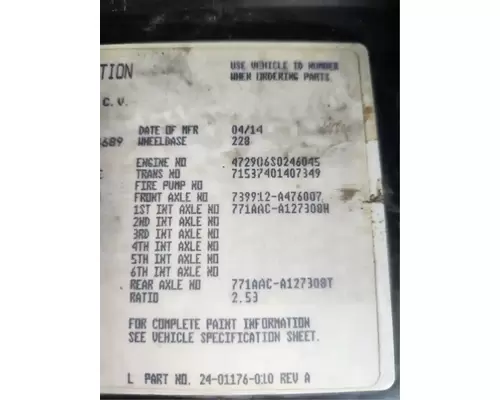 TION
USE VEHICLE ID NUMBER
WHEN ORDERING PARTS
C. V.
DATE OF MFR 04/14
689 WHEELBASE 228
ENGINE NO 472906S0246045
TRANS NO 71537401407349
FIRE PUMP NO
FRONT AXLE NO 739912-A476007
1ST INT AXLE NO 771AAC-A127308H
2ND INT AXLE NO
3RD INT AXLE NO
4TH INT AXLE NO
5TH INT AXLE NO
6TH INT AXLE NO
REAR AXLE NO 771AAC-A127308T
RATIO 2.53
FOR COMPLETE PAINT INFORMATION
SEE VEHICLE SPECIFICATION SHEET.
L PART NO. 24-01176-010 REV A